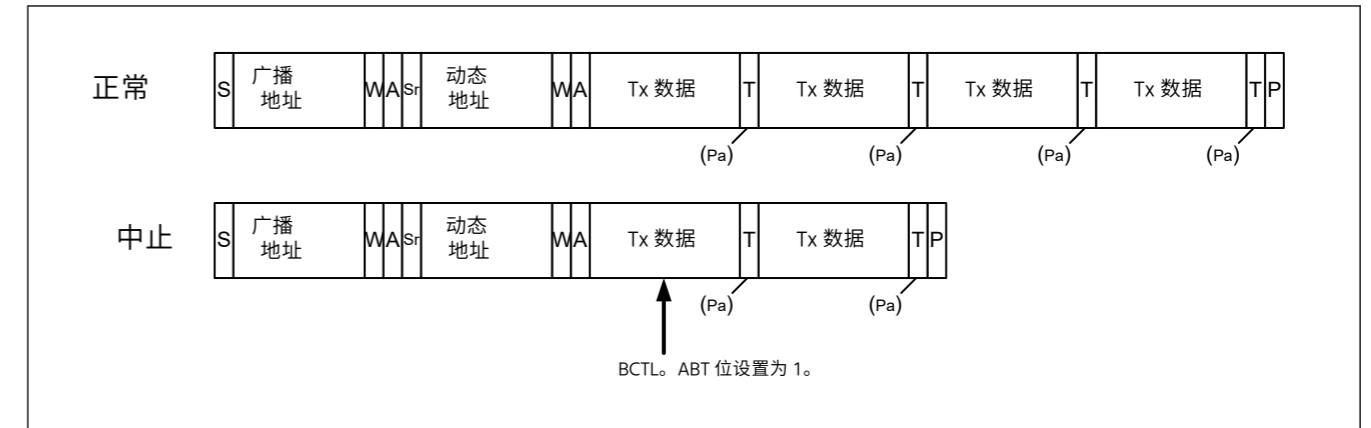 正常
S 广播 地址 W A Sr 动态 地址 W A Tx 数据 T Tx 数据 T Tx 数据 T Tx 数据 T P
(Pa) (Pa) (Pa) (Pa)
中止
S 广播 地址 W A Sr 动态 地址 W A Tx 数据 T Tx 数据 T P
(Pa) (Pa)
BCTL。ABT 位设置为 1。